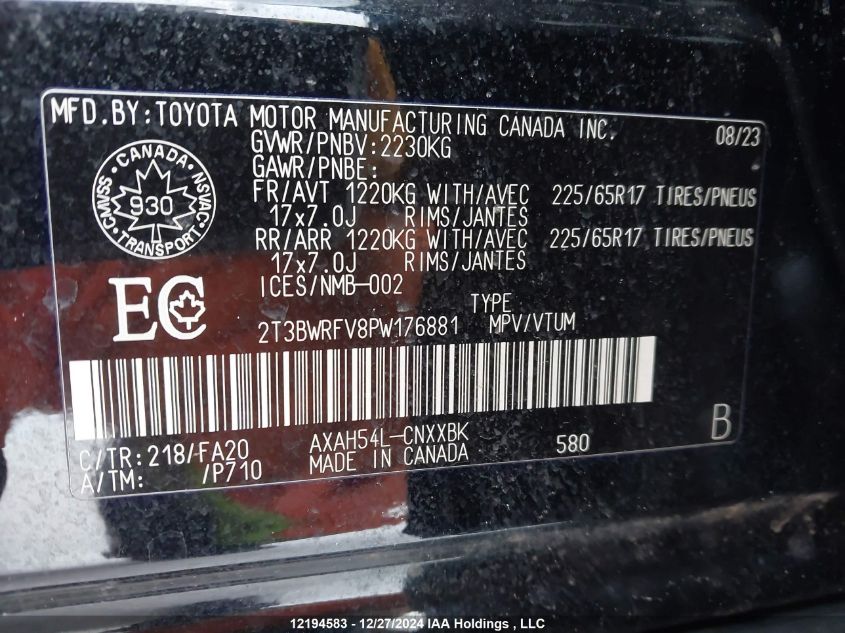 MFD.BY:TOYOTA MOTOR MANUFACTURING CANADA INC. 08/23
GVWR/PNBV:2230KG
GAWR/PNBE:
FR/AVT 1220KG WITH/AVEC 225/65R17 TIRES/PNEUS
17x7.0J RIMS/JANTES
RR/ARR 1220KG WITH/AVEC 225/65R17 TIRES/PNEUS
17x7.0J RIMS/JANTES
ICES/NMB-002
CANADA
CMVSS NSVAC
930
TRANSPORT
EC
TYPE
2T3BWRFV8PW176881 MPV/VTUM
C/TR:218/FA20 AXAH54L-CNXXBK 580 B
A/TM: /P710 MADE IN CANADA
12194583 - 12/27/2024 IAA Holdings , LLC